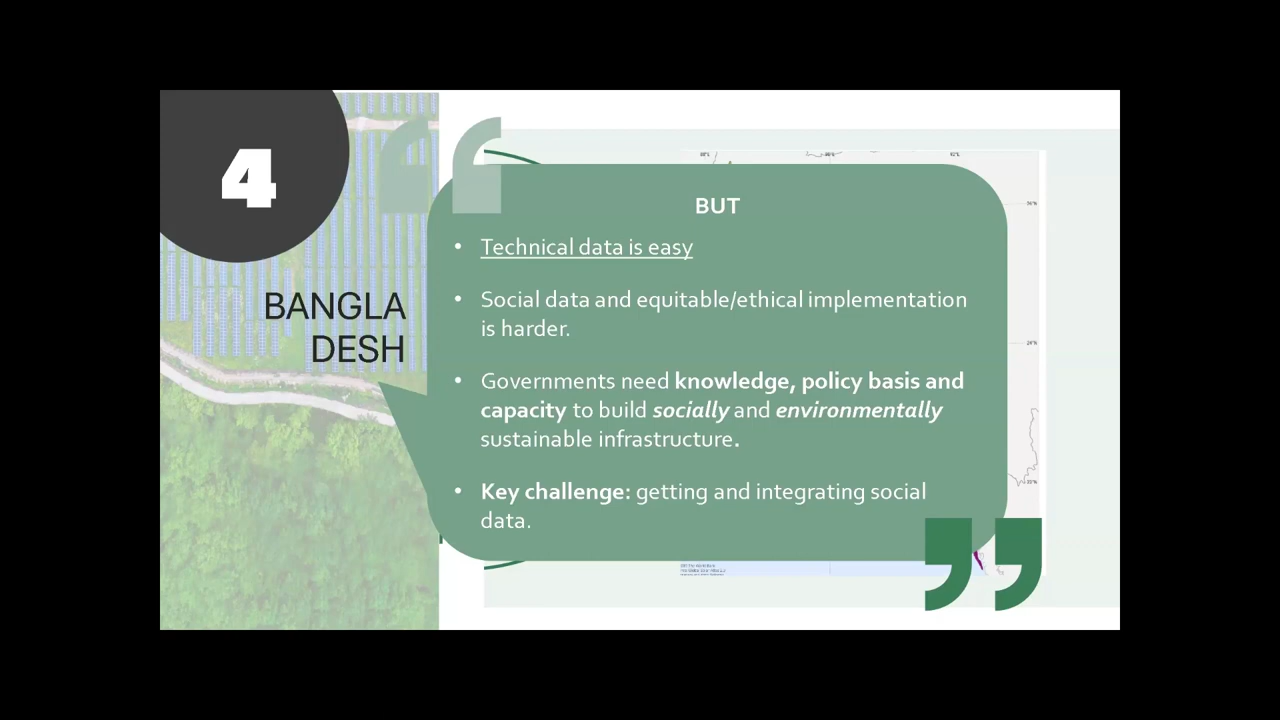 4
BANGLA
DESH
BUT
• Technical data is easy
• Social data and equitable/ethical implementation
is harder.
• Governments need knowledge, policy basis and
capacity to build socially and environmentally
sustainable infrastructure.
• Key challenge: getting and integrating social
data.